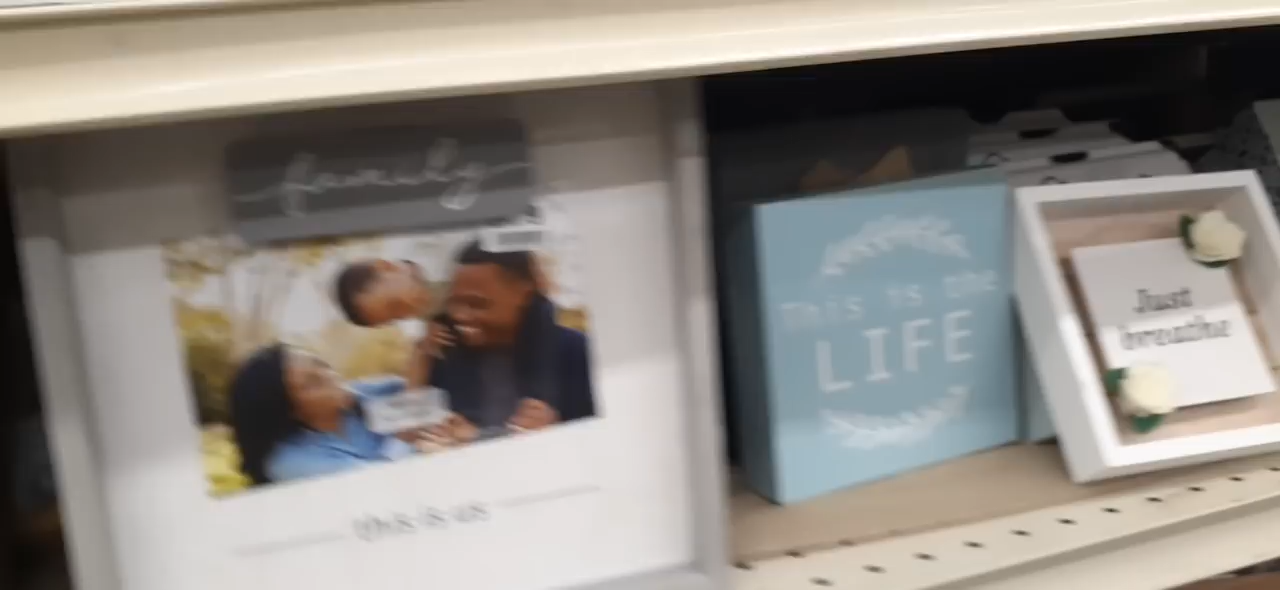 family
this is us
This is the
LIFE
Just
breathe